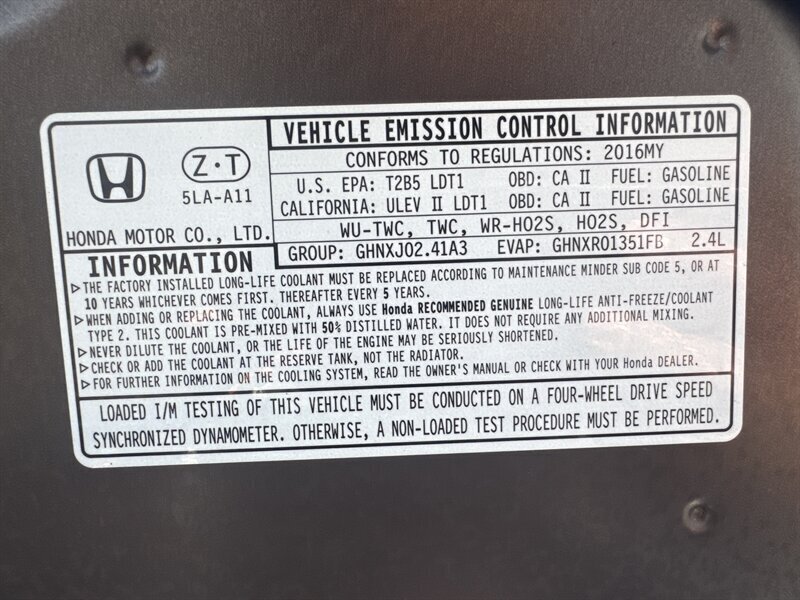 VEHICLE EMISSION CONTROL INFORMATION
CONFORMS TO REGULATIONS: 2016MY
Z·T
5LA-A11
HONDA MOTOR CO., LTD.
U.S. EPA: T2B5 LDT1 OBD: CA II FUEL: GASOLINE
CALIFORNIA: ULEV II LDT1 OBD: CA II FUEL: GASOLINE
WU-TWC, TWC, WR-HO2S, HO2S, DFI
GROUP: GHNXJ02.41A3 EVAP: GHNXR01351FB 2.4L
INFORMATION
▷THE FACTORY INSTALLED LONG-LIFE COOLANT MUST BE REPLACED ACCORDING TO MAINTENANCE MINDER SUB CODE 5, OR AT
10 YEARS WHICHEVER COMES FIRST. THEREAFTER EVERY 5 YEARS.
▷WHEN ADDING OR REPLACING THE COOLANT, ALWAYS USE Honda RECOMMENDED GENUINE LONG-LIFE ANTI-FREEZE/COOLANT
TYPE 2. THIS COOLANT IS PRE-MIXED WITH 50% DISTILLED WATER. IT DOES NOT REQUIRE ANY ADDITIONAL MIXING.
▷NEVER DILUTE THE COOLANT, OR THE LIFE OF THE ENGINE MAY BE SERIOUSLY SHORTENED.
▷CHECK OR ADD THE COOLANT AT THE RESERVE TANK, NOT THE RADIATOR.
▷FOR FURTHER INFORMATION ON THE COOLING SYSTEM, READ THE OWNER'S MANUAL OR CHECK WITH YOUR Honda DEALER.
LOADED I/M TESTING OF THIS VEHICLE MUST BE CONDUCTED ON A FOUR-WHEEL DRIVE SPEED
SYNCHRONIZED DYNAMOMETER. OTHERWISE, A NON-LOADED TEST PROCEDURE MUST BE PERFORMED.